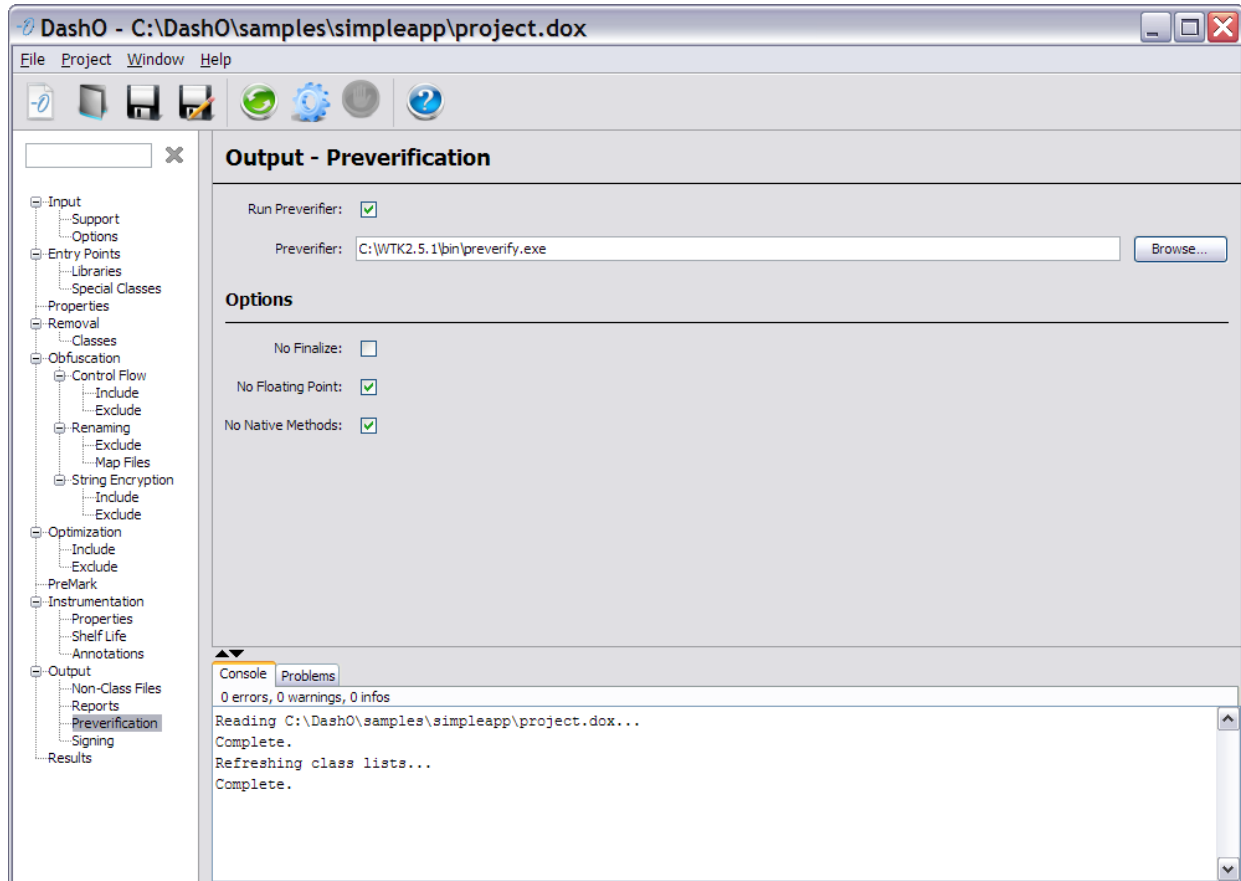 DashO - C:\DashO\samples\simpleapp\project.dox
File Project Window Help
Output - Preverification
Run Preverifier:
Preverifier: C:\WTK2.5.1\bin\preverify.exe Browse...
Options
No Finalize:
No Floating Point:
No Native Methods:
Input
Support
Options
Entry Points
Libraries
Special Classes
Properties
Removal
Classes
Obfuscation
Control Flow
Include
Exclude
Renaming
Exclude
Map Files
String Encryption
Include
Exclude
Optimization
Include
Exclude
PreMark
Instrumentation
Properties
Shelf Life
Annotations
Output
Non-Class Files
Reports
Preverification
Signing
Results
Console Problems
0 errors, 0 warnings, 0 infos
Reading C:\DashO\samples\simpleapp\project.dox...
Complete.
Refreshing class lists...
Complete.